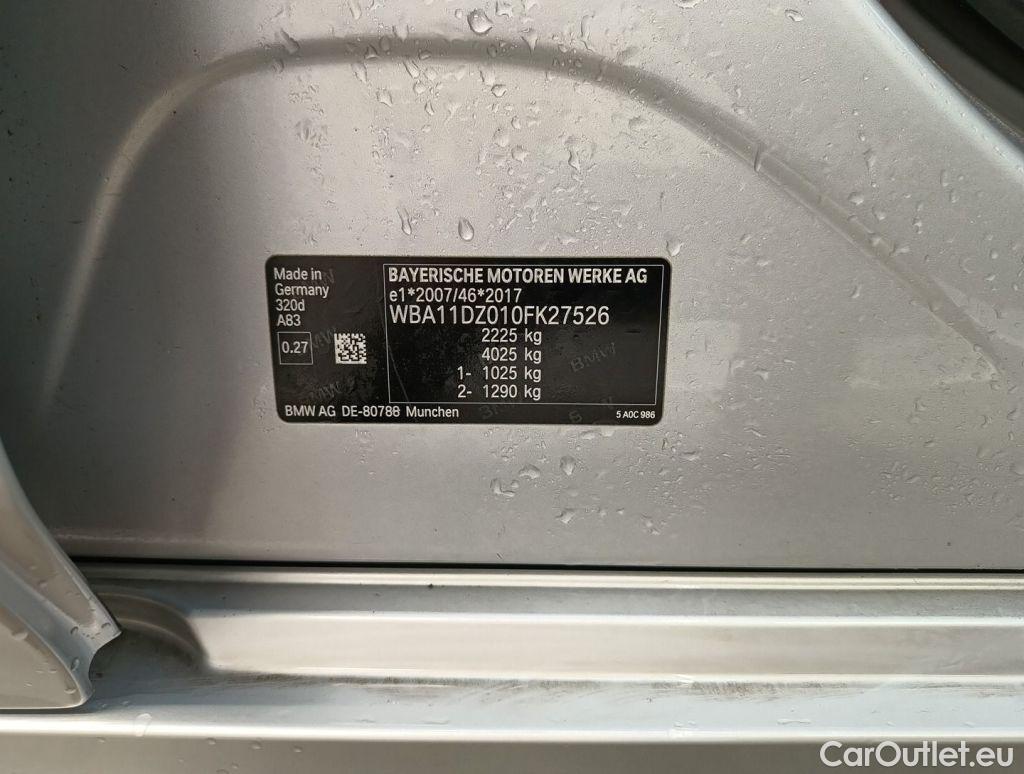 Made in
Germany
320d
A83
0.27
BAYERISCHE MOTOREN WERKE AG
e1*2007/46*2017
WBA11DZ010FK27526
2225 kg
4025 kg
1- 1025 kg
2- 1290 kg
BMW AG DE-80788 Munchen
5 A0C 986
BMW
CarOutlet.eu